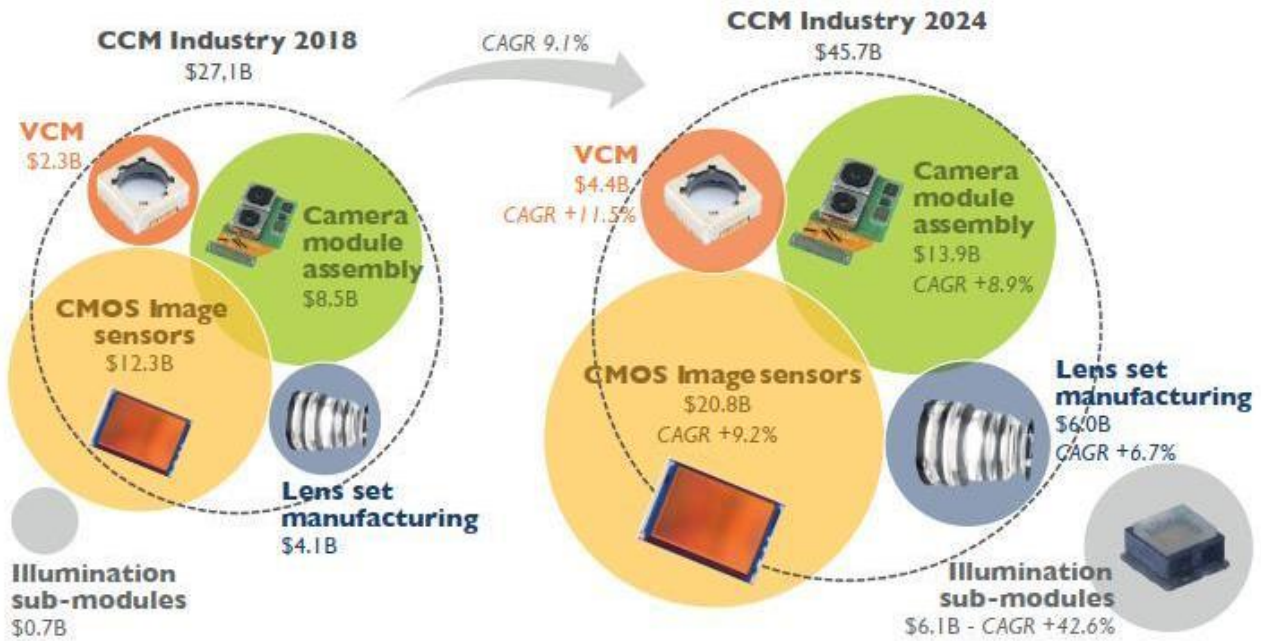 CCM Industry 2018
$27,1B
CAGR 9.1%
CCM Industry 2024
$45.7B
VCM
$2.3B
Camera
module
assembly
$8.5B
CMOS Image
sensors
$12.3B
Lens set
manufacturing
$4.1B
Illumination
sub-modules
$0.7B
VCM
$4.4B
CAGR +11.5%
Camera
module
assembly
$13.9B
CAGR +8.9%
CMOS Image sensors
$20.8B
CAGR +9.2%
Lens set
manufacturing
$6.0B
CAGR +6.7%
Illumination
sub-modules
$6.1B - CAGR +42.6%